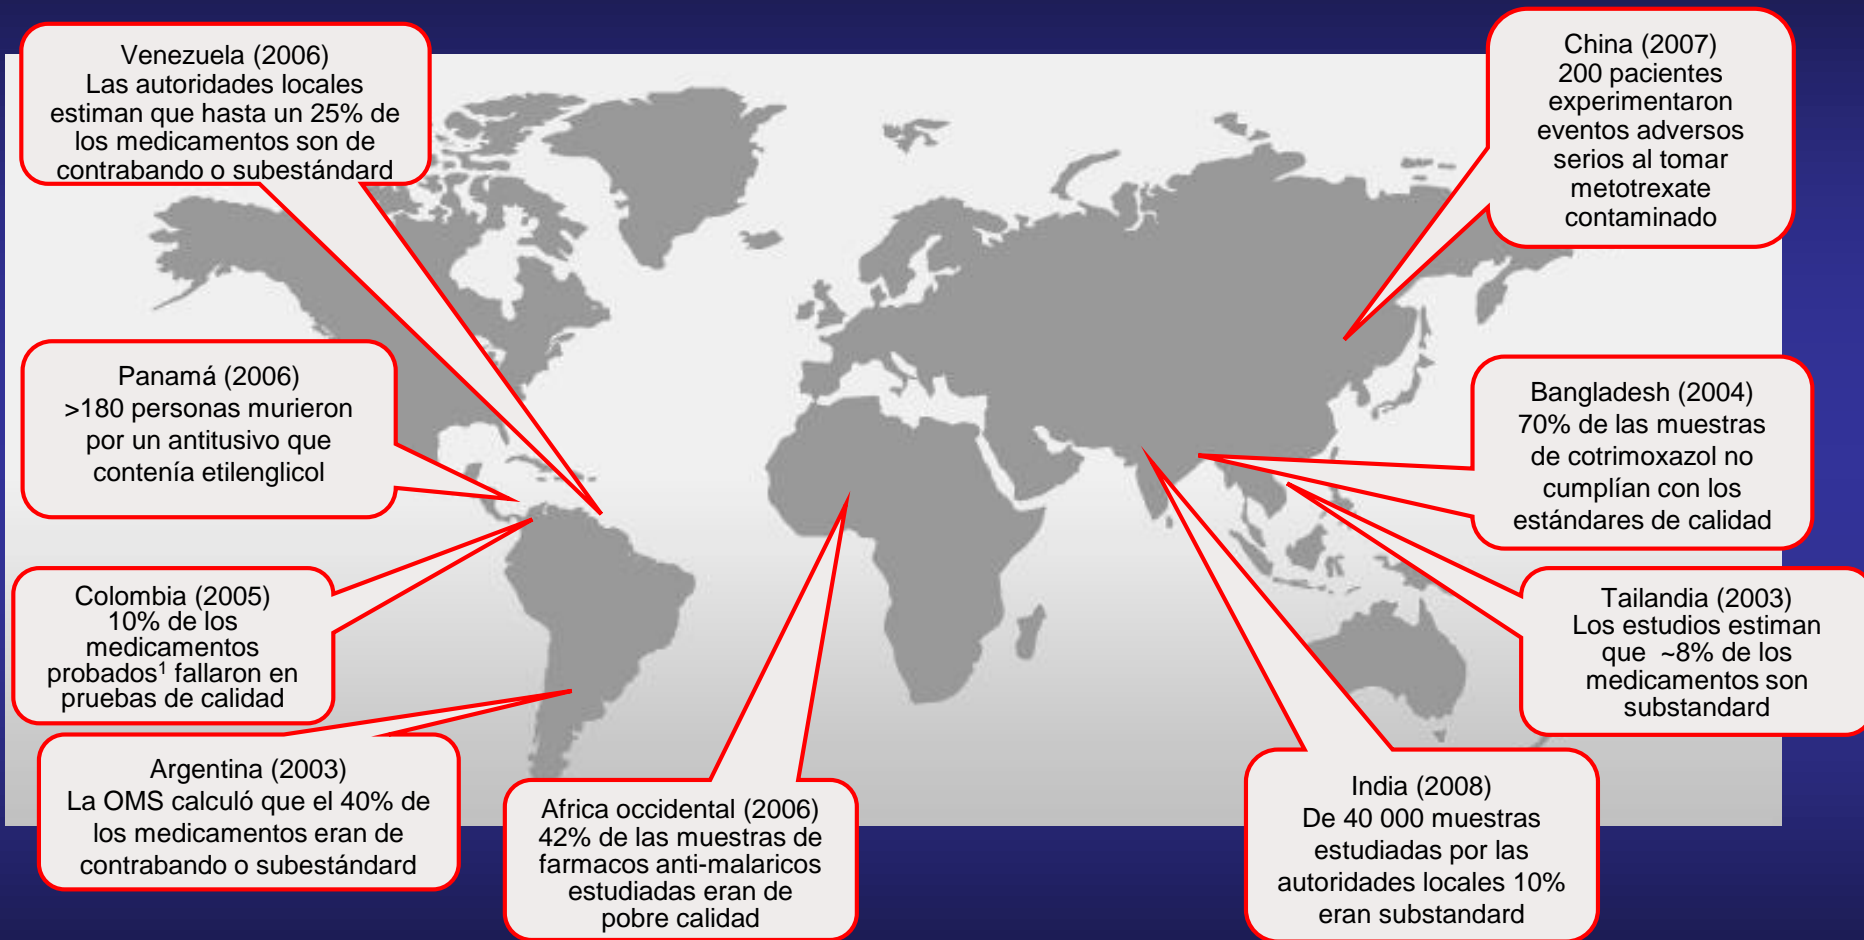 Venezuela (2006)
Las autoridades locales
estiman que hasta un 25% de
los medicamentos son de
contrabando o subestándard
Panamá (2006)
>180 personas murieron
por un antitusivo que
contenía etilenglicol
Colombia (2005)
10% de los
medicamentos
probados¹ fallaron en
pruebas de calidad
Argentina (2003)
La OMS calculó que el 40% de
los medicamentos eran de
contrabando o subestándard
Africa occidental (2006)
42% de las muestras de
farmacos anti-malaricos
estudiadas eran de
pobre calidad
China (2007)
200 pacientes
experimentaron
eventos adversos
serios al tomar
metotrexate
contaminado
Bangladesh (2004)
70% de las muestras
de cotrimoxazol no
cumplían con los
estándares de calidad
Tailandia (2003)
Los estudios estiman
que ~8% de los
medicamentos son
substandard
India (2008)
De 40 000 muestras
estudiadas por las
autoridades locales 10%
eran substandard